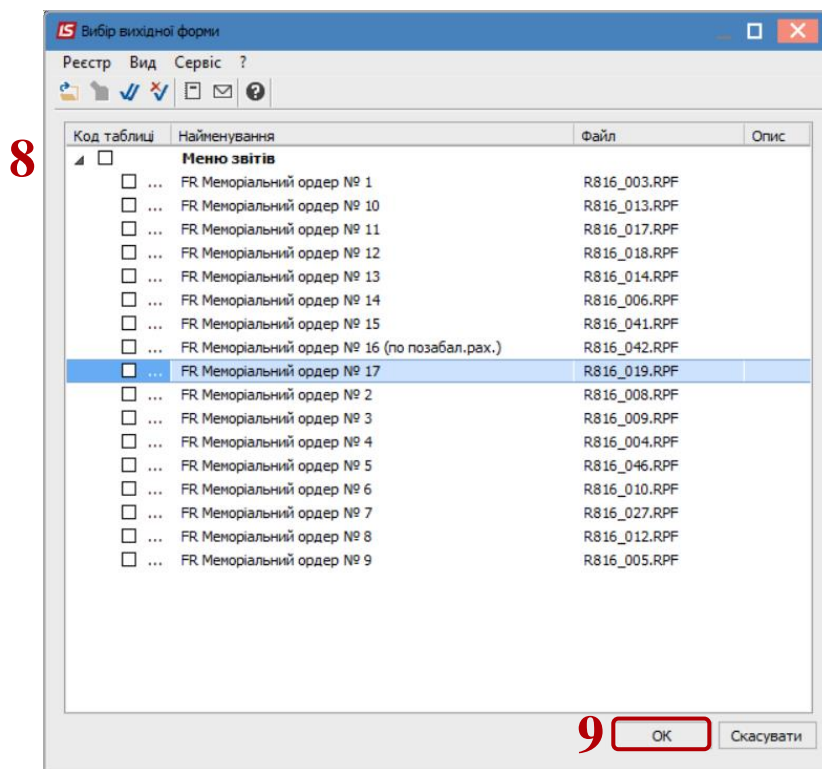 IS Вибір вихідної форми
Реєстр Вид Сервіс ?
Код таблиці Найменування Файл Опис
8
Меню звітів
... FR Меморіальний ордер № 1 R816_003.RPF
... FR Меморіальний ордер № 10 R816_013.RPF
... FR Меморіальний ордер № 11 R816_017.RPF
... FR Меморіальний ордер № 12 R816_018.RPF
... FR Меморіальний ордер № 13 R816_014.RPF
... FR Меморіальний ордер № 14 R816_006.RPF
... FR Меморіальний ордер № 15 R816_041.RPF
... FR Меморіальний ордер № 16 (по позабал.рах.) R816_042.RPF
... FR Меморіальний ордер № 17 R816_019.RPF
... FR Меморіальний ордер № 2 R816_008.RPF
... FR Меморіальний ордер № 3 R816_009.RPF
... FR Меморіальний ордер № 4 R816_004.RPF
... FR Меморіальний ордер № 5 R816_046.RPF
... FR Меморіальний ордер № 6 R816_010.RPF
... FR Меморіальний ордер № 7 R816_027.RPF
... FR Меморіальний ордер № 8 R816_012.RPF
... FR Меморіальний ордер № 9 R816_005.RPF
9 OK Скасувати